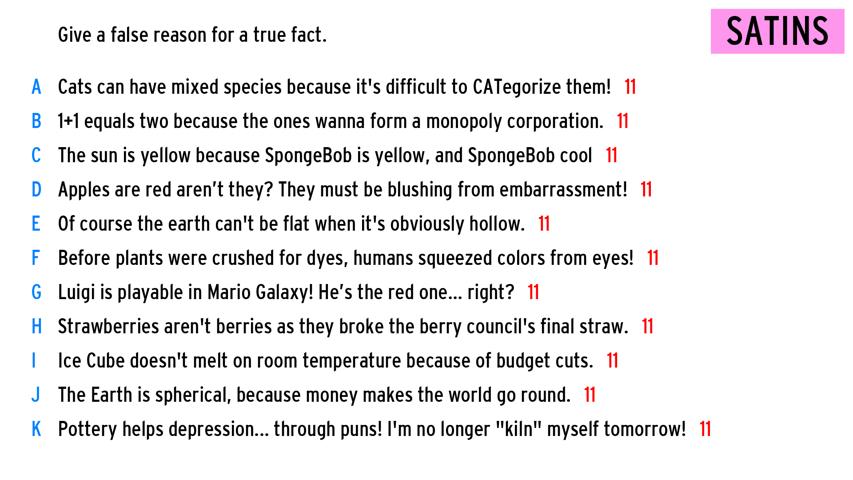 Give a false reason for a true fact.
SATINS
A Cats can have mixed species because it's difficult to CATegorize them! 11
B 1+1 equals two because the ones wanna form a monopoly corporation. 11
C The sun is yellow because SpongeBob is yellow, and SpongeBob cool 11
D Apples are red aren’t they? They must be blushing from embarrassment! 11
E Of course the earth can't be flat when it's obviously hollow. 11
F Before plants were crushed for dyes, humans squeezed colors from eyes! 11
G Luigi is playable in Mario Galaxy! He’s the red one... right? 11
H Strawberries aren't berries as they broke the berry council's final straw. 11
I Ice Cube doesn't melt on room temperature because of budget cuts. 11
J The Earth is spherical, because money makes the world go round. 11
K Pottery helps depression... through puns! I'm no longer "kiln" myself tomorrow! 11